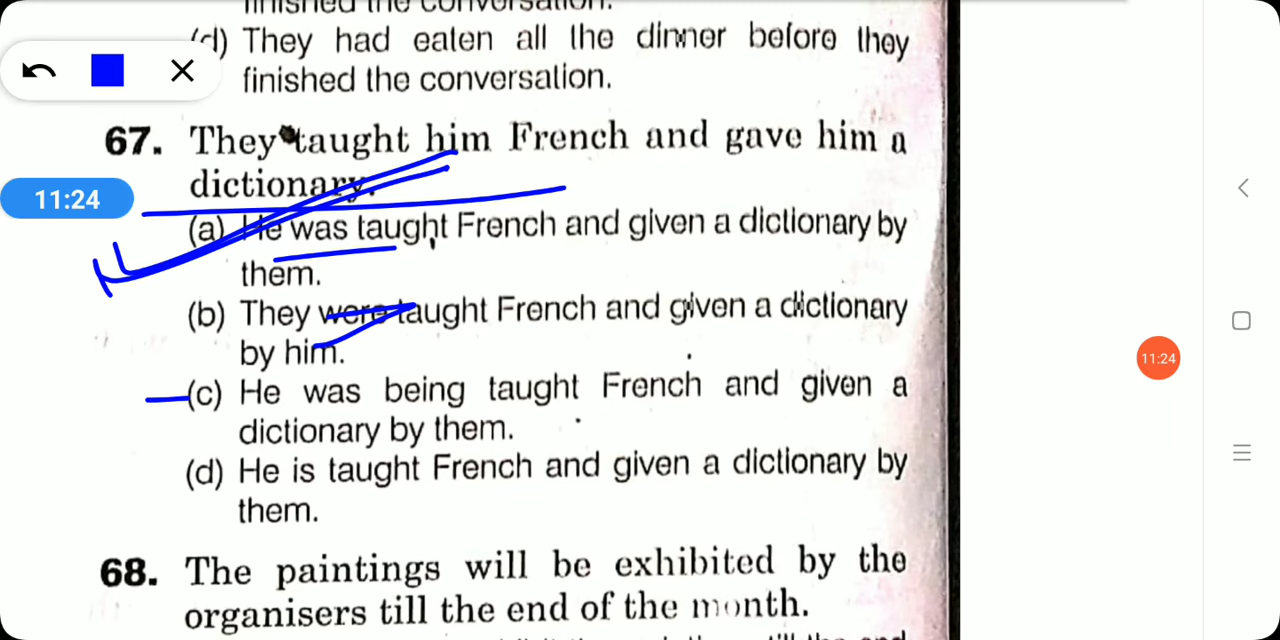 finished the conversation.
(d) They had eaten all the dinner before they
finished the conversation.
67. They taught him French and gave him a
dictionary.
11:24
(a) He was taught French and given a dictionary by
them.
(b) They were taught French and given a dictionary
by him.
11:24
(c) He was being taught French and given a
dictionary by them.
(d) He is taught French and given a dictionary by
them.
68. The paintings will be exhibited by the
organisers till the end of the month.